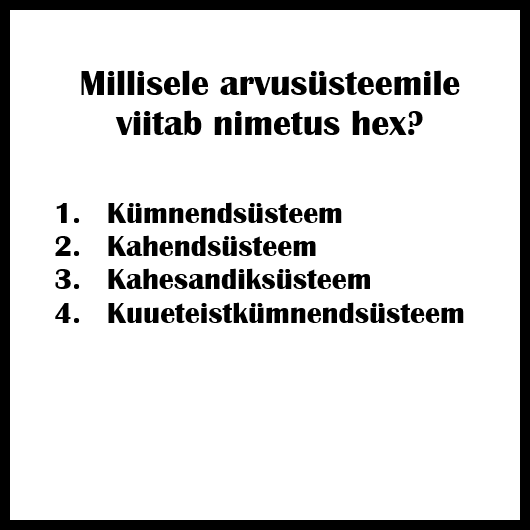 Millisele arvusüsteemile
viitab nimetus hex?
1. Kümnendsüsteem
2. Kahendsüsteem
3. Kahesandiksüsteem
4. Kuueteistkümnendsüsteem